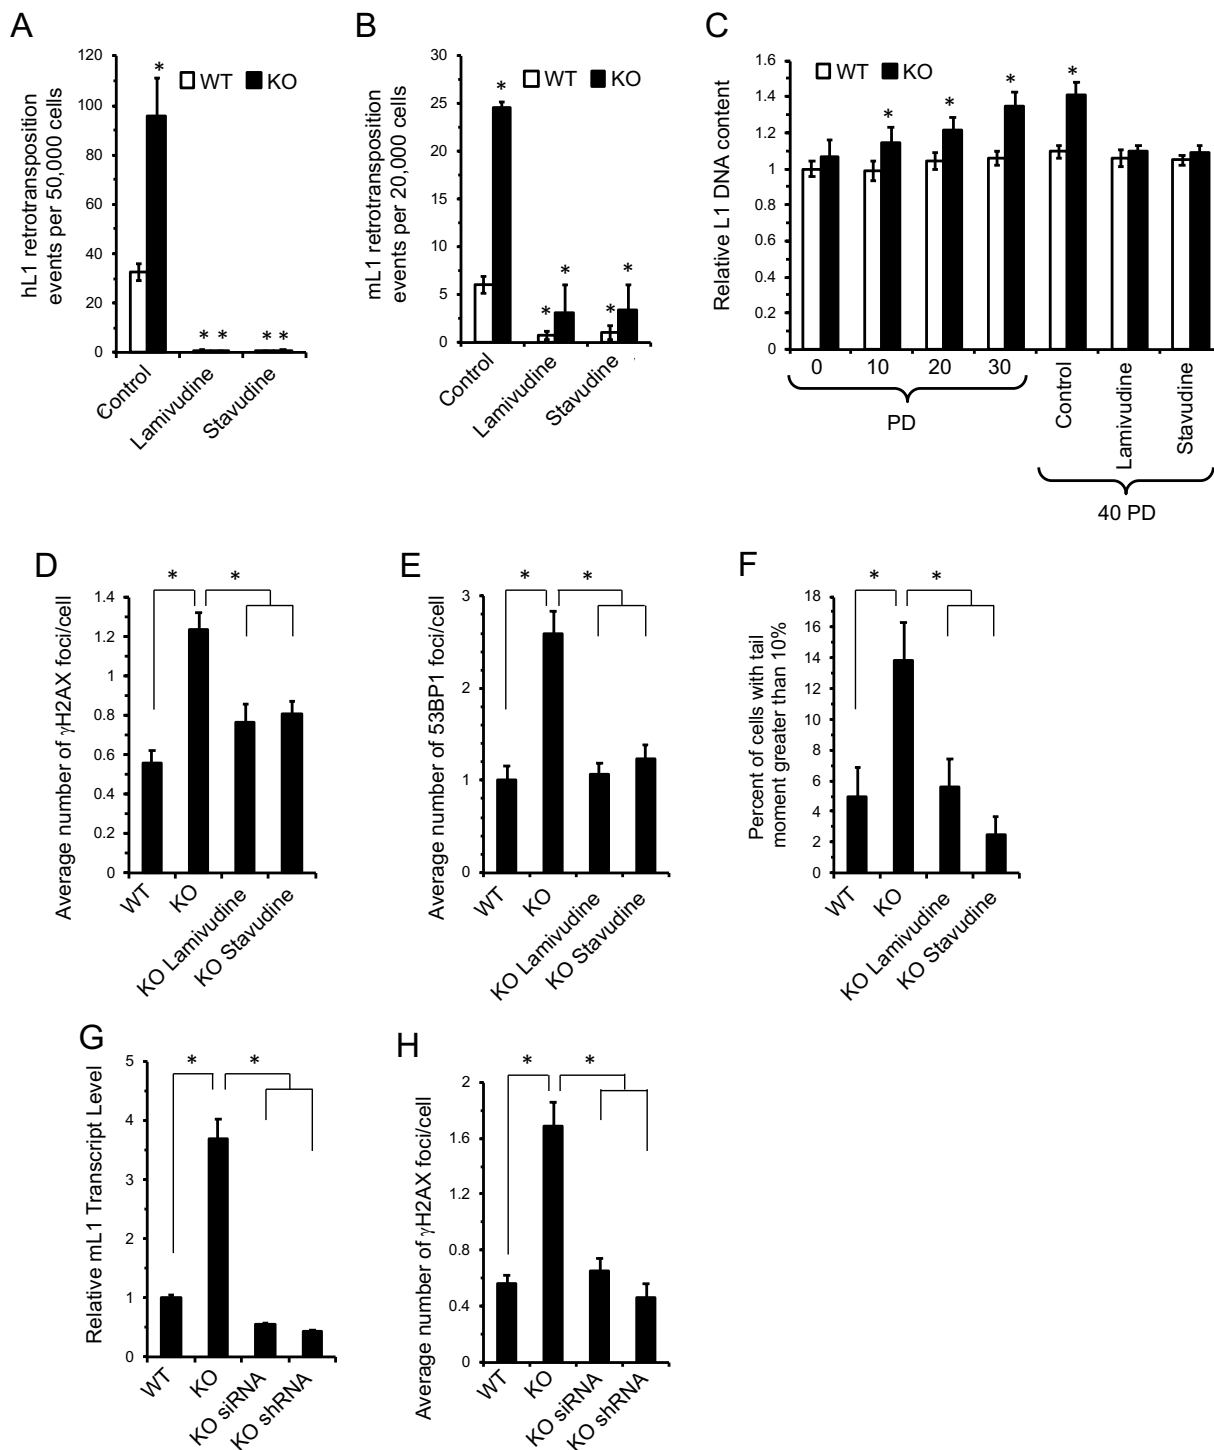 A
hL1 retrotransposition
events per 50,000 cells
120
100
80
60
40
20
0
*
WT KO
* * * *
Control
Lamivudine
Stavudine
B
mL1 retrotransposition
events per 20,000 cells
30
25
20
15
10
5
0
*
WT KO
* * * *
Control
Lamivudine
Stavudine
C
Relative L1 DNA content
1.6
1.4
1.2
1
0.8
0.6
0.4
0.2
0
WT KO
* * * *
0 10 20 30
PD
Control
Lamivudine
Stavudine
40 PD
D
Average number of γH2AX foci/cell
1.4
1.2
1
0.8
0.6
0.4
0.2
0
* *
WT
KO
KO Lamivudine
KO Stavudine
E
Average number of 53BP1 foci/cell
3
2
1
0
* *
WT
KO
KO Lamivudine
KO Stavudine
F
Percent of cells with tail
moment greater than 10%
18
16
14
12
10
8
6
4
2
0
* *
WT
KO
KO Lamivudine
KO Stavudine
G
Relative mL1 Transcript Level
5
4
3
2
1
0
* *
WT
KO
KO siRNA
KO shRNA
H
Average number of γH2AX foci/cell
2
1.6
1.2
0.8
0.4
0
* *
WT
KO
KO siRNA
KO shRNA